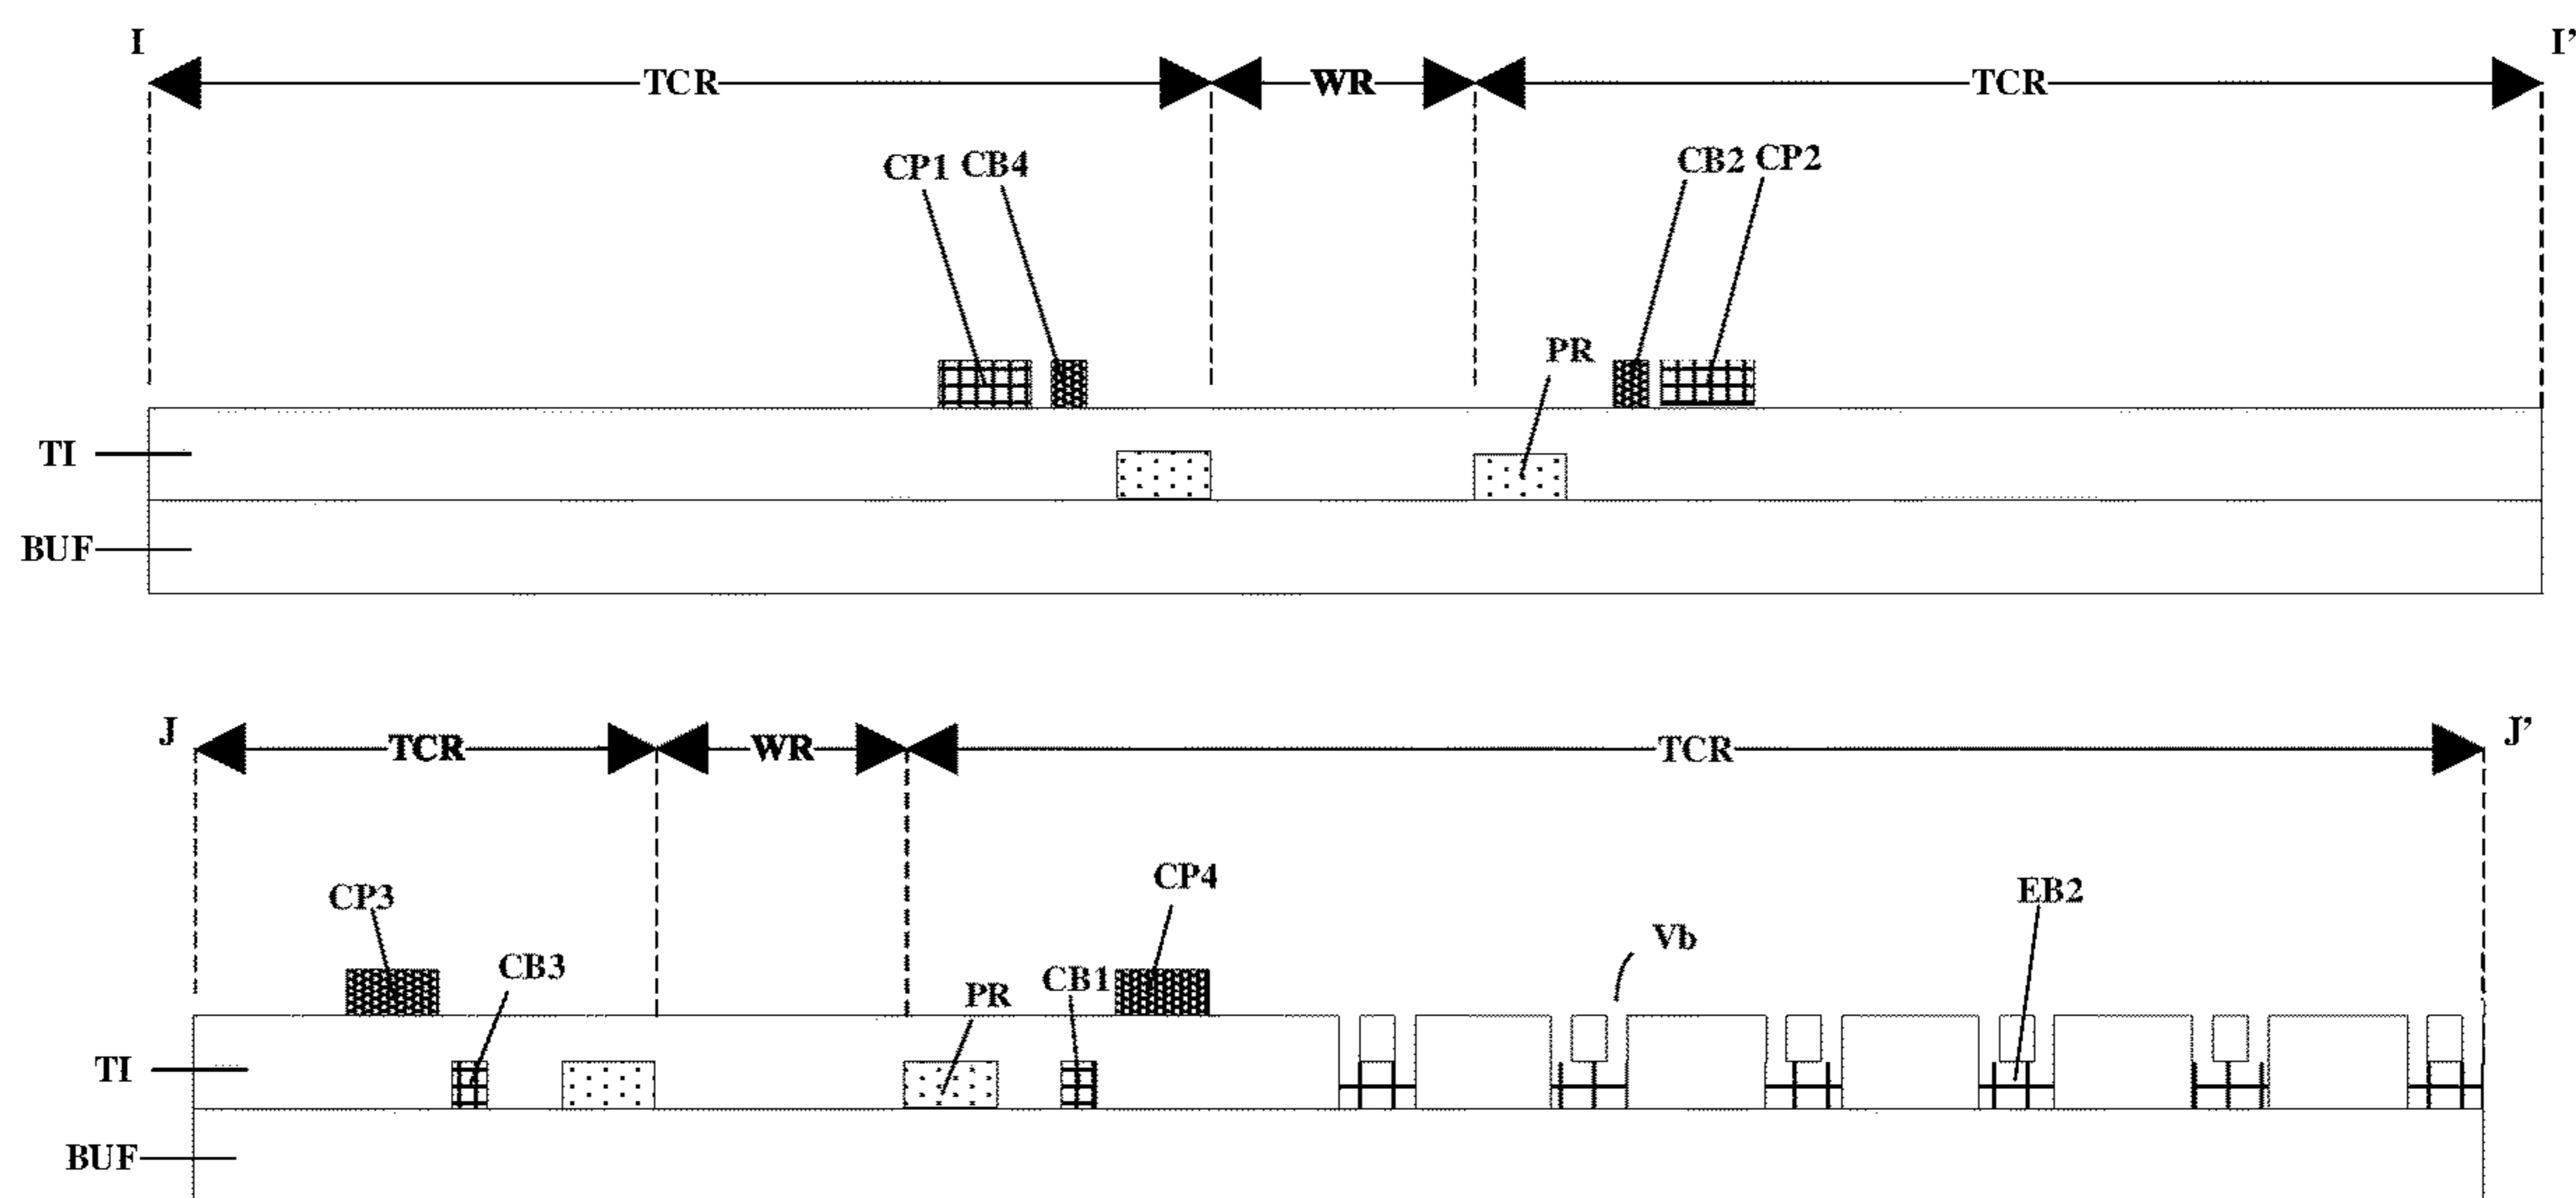 I I’
TCR WR TCR
CP1 CB4 CB2 CP2
PR
TI
BUF
J J’
TCR WR TCR
CP3 CP4 EB2
Vb
CB3 PR CB1
TI
BUF